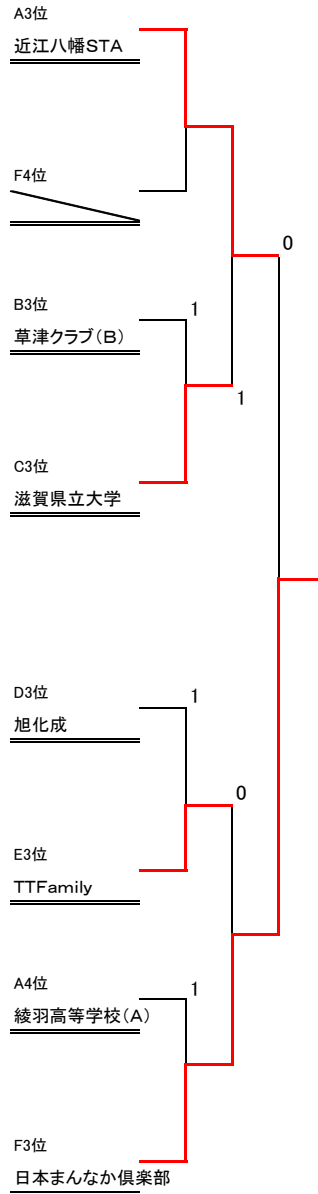 A3位
近江八幡STA
F4位
0
B3位
1
草津クラブ(B)
1
C3位
滋賀県立大学
D3位
1
旭化成
0
E3位
TTFamily
A4位
1
綾羽高等学校(A)
F3位
日本まんなか倶楽部